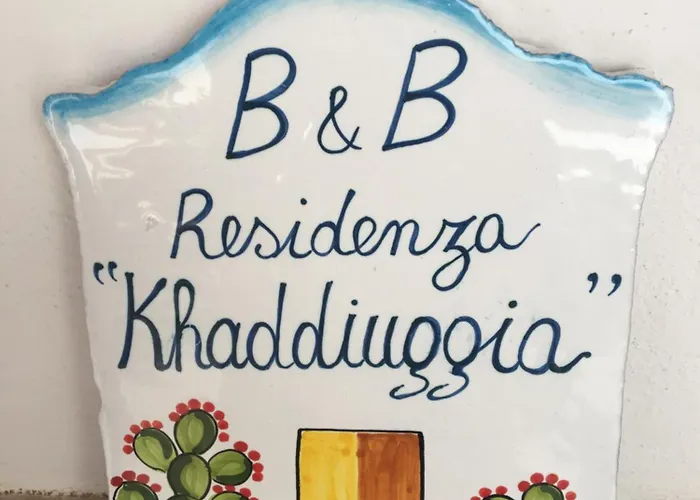 B & B
Residenza
"Khaddiuggia"